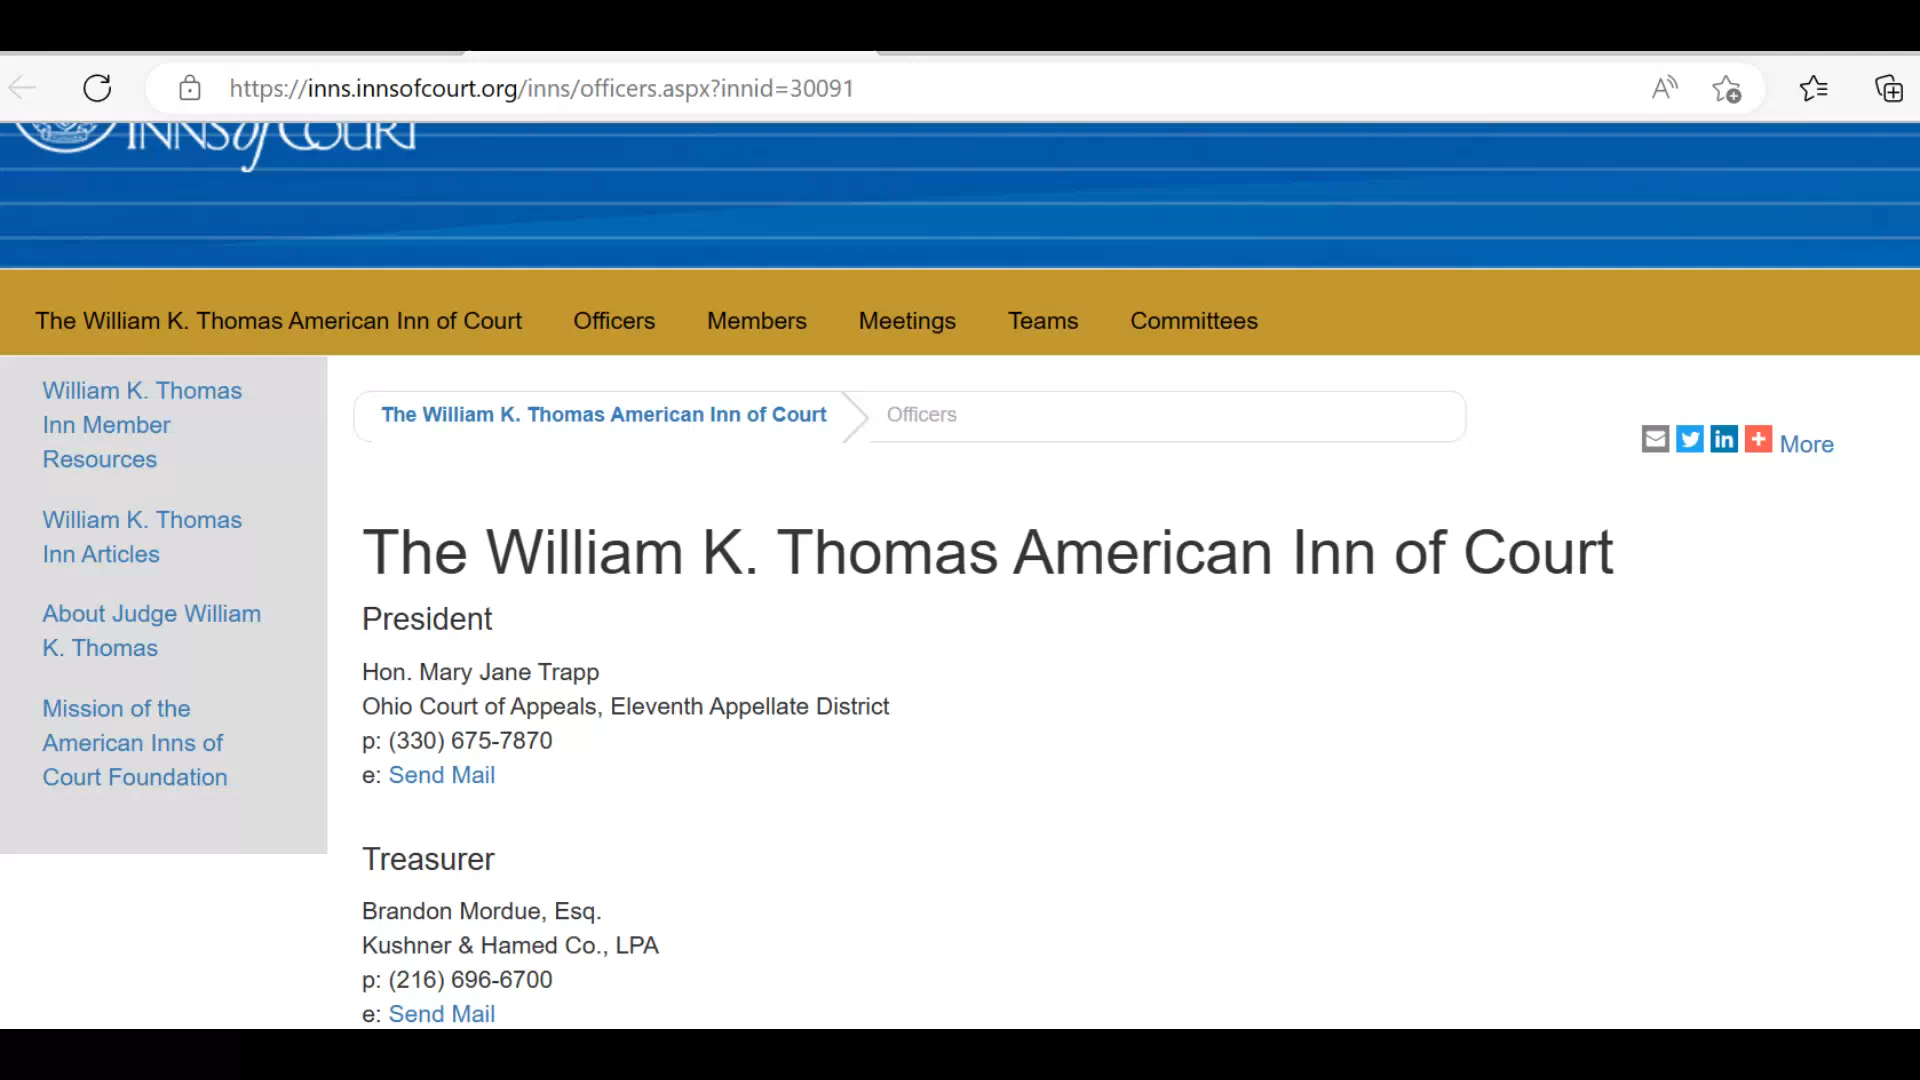 https://inns.innsofcourt.org/inns/officers.aspx?innid=30091
INNS of COURT
The William K. Thomas American Inn of Court Officers Members Meetings Teams Committees
William K. Thomas
Inn Member
Resources
William K. Thomas
Inn Articles
About Judge William
K. Thomas
Mission of the
American Inns of
Court Foundation
The William K. Thomas American Inn of Court Officers
More
The William K. Thomas American Inn of Court
President
Hon. Mary Jane Trapp
Ohio Court of Appeals, Eleventh Appellate District
p: (330) 675-7870
e: Send Mail
Treasurer
Brandon Mordue, Esq.
Kushner & Hamed Co., LPA
p: (216) 696-6700
e: Send Mail